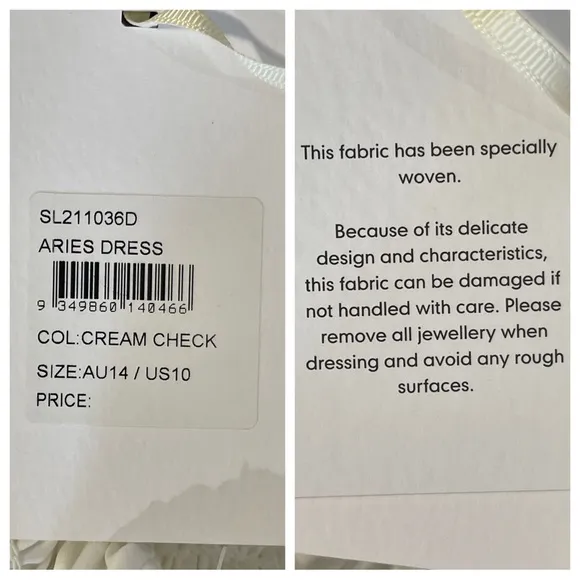 SL211036D
ARIES DRESS
9 349860 140466
COL:CREAM CHECK
SIZE:AU14 / US10
PRICE:
This fabric has been specially
woven.
Because of its delicate
design and characteristics,
this fabric can be damaged if
not handled with care. Please
remove all jewellery when
dressing and avoid any rough
surfaces.